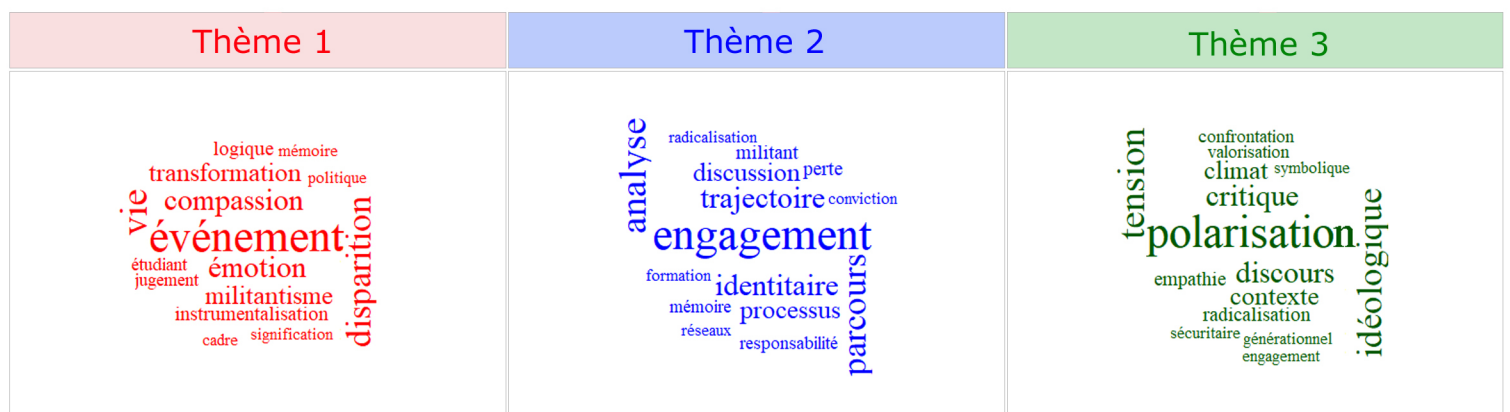 Thème 1
Thème 2
Thème 3
logique mémoire
transformation politique
vie
compassion
événement
disparition
étudiant
émotion
jugement
militantisme
instrumentalisation
cadre signification
analyse
radicalisation
militant
discussion perte
trajectoire conviction
engagement
formation identitaire
parcours
mémoire processus
réseaux
responsabilité
tension
confrontation
valorisation
climat symbolique
critique
polarisation
idéologique
empathie discours
contexte
radicalisation
sécuritaire générationnel
engagement